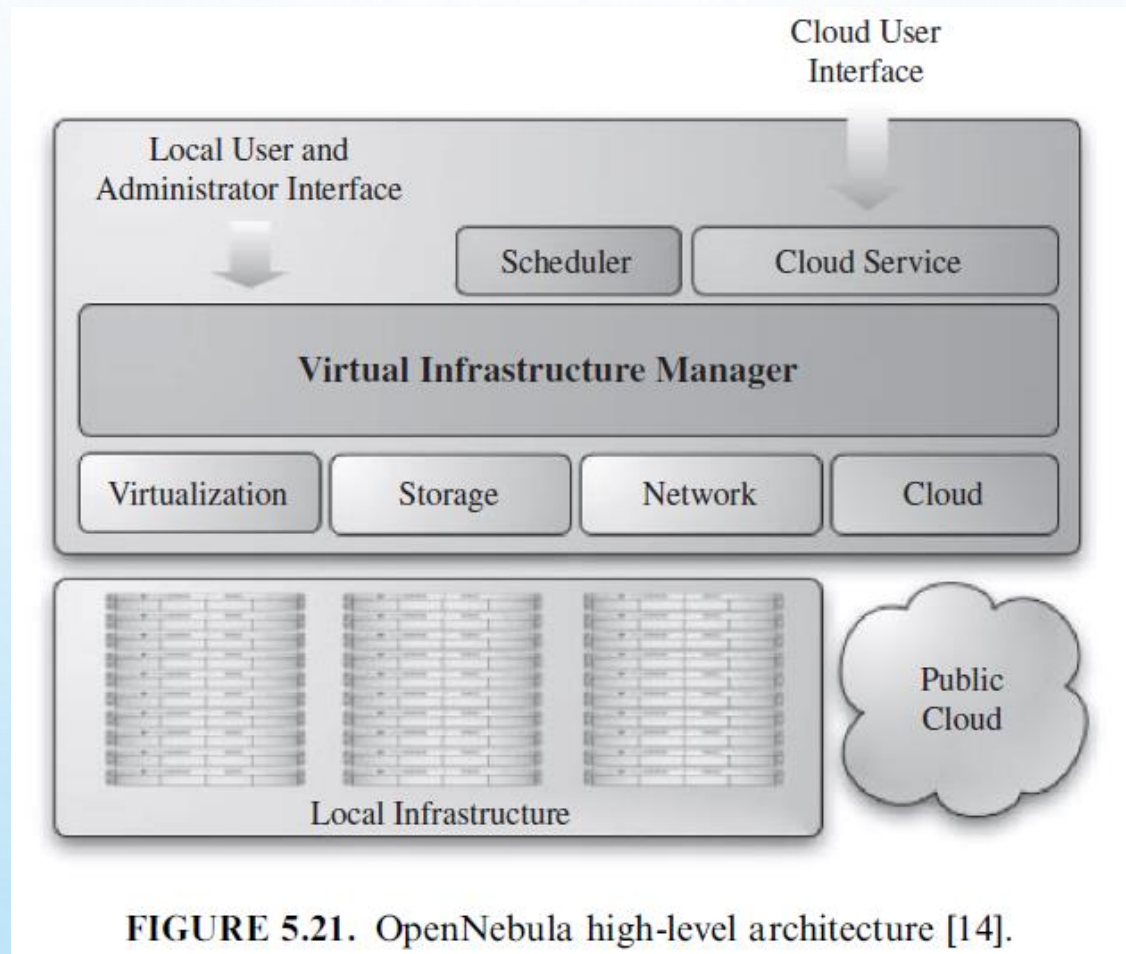 Cloud User
Interface
Local User and
Administrator Interface
Scheduler
Cloud Service
Virtual Infrastructure Manager
Virtualization
Storage
Network
Cloud
Public
Cloud
Local Infrastructure
FIGURE 5.21. OpenNebula high-level architecture [14].